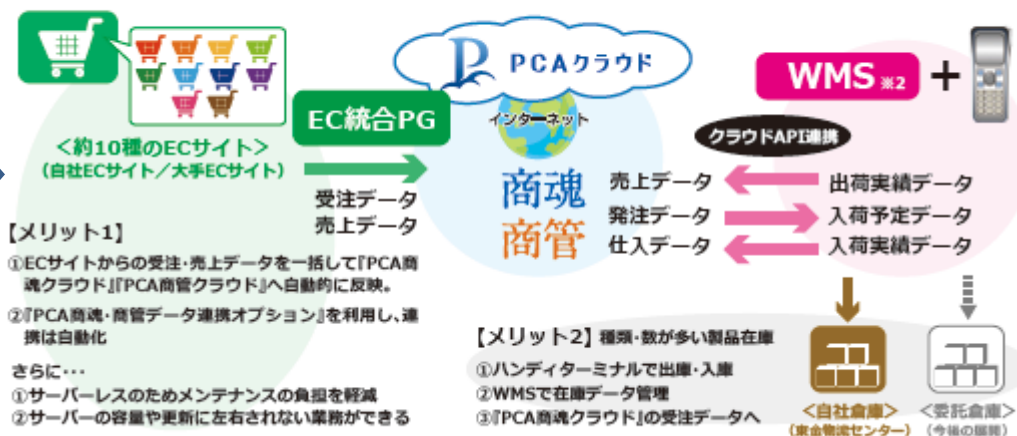 PCAクラウド
インターネット
EC統合PG
WMS ※2
+
クラウドAPI連携
<約10種のECサイト>
(自社ECサイト/大手ECサイト)
受注データ
売上データ
商魂
商管
売上データ
出荷実績データ
発注データ
入荷予定データ
仕入データ
入荷実績データ
【メリット1】
①ECサイトからの受注・売上データを一括して『PCA商
魂クラウド』『PCA商管クラウド』へ自動的に反映。
②『PCA商魂・商管データ連携オプション』を利用し、連
携は自動化
さらに・・・
①サーバーレスのためメンテナンスの負担を軽減
②サーバーの容量や更新に左右されない業務ができる
【メリット2】種類・数が多い製品在庫
①ハンディターミナルで出庫・入庫
②WMSで在庫データ管理
③『PCA商魂クラウド』の受注データへ
<自社倉庫>
(東金物流センター)
<委託倉庫>
(今後の展開)